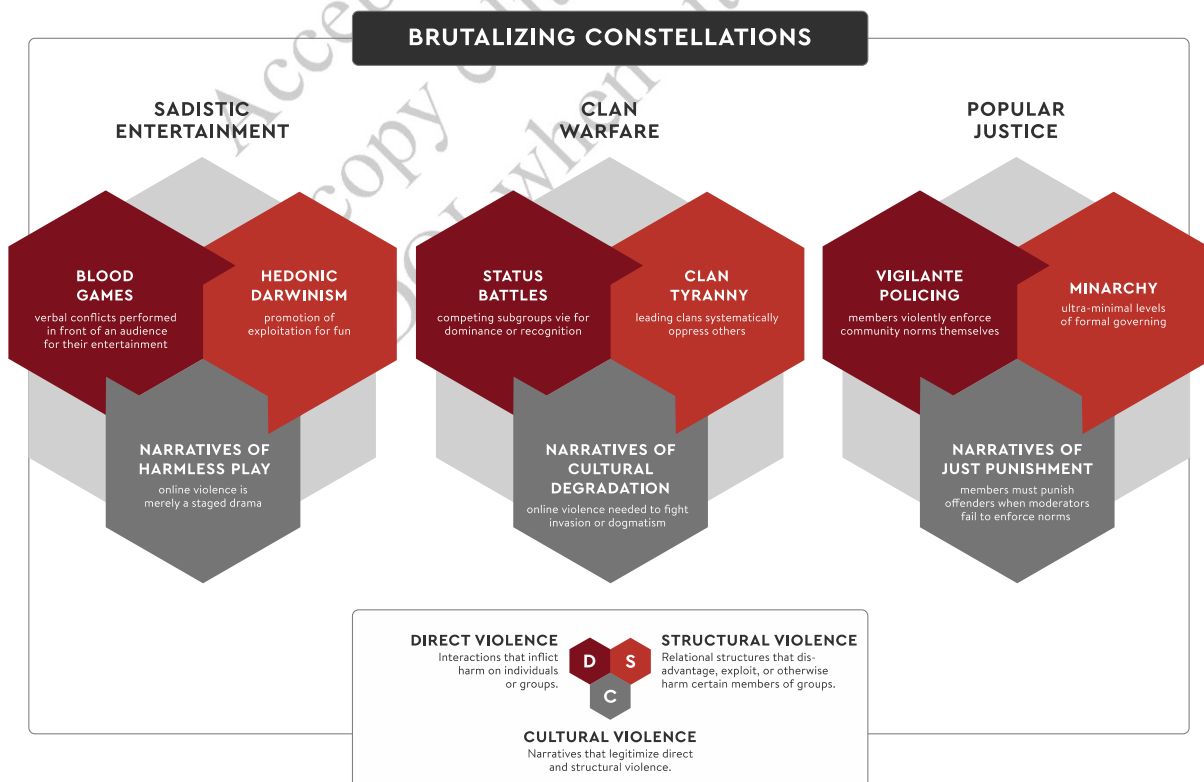 BRUTALIZING CONSTELLATIONS
SADISTIC
ENTERTAINMENT
BLOOD
GAMES
verbal conflicts performed
in front of an audience
for their entertainment
HEDONIC
DARWINISM
promotion of
exploitation for fun
NARRATIVES OF
HARMLESS PLAY
online violence is
merely a staged drama
CLAN
WARFARE
STATUS
BATTLES
competing subgroups vie for
dominance or recognition
CLAN
TYRANNY
leading clans systematically
oppress others
NARRATIVES OF
CULTURAL
DEGRADATION
online violence needed to fight
invasion or dogmatism
POPULAR
JUSTICE
VIGILANTE
POLICING
members violently enforce
community norms themselves
MINARCHY
ultra-minimal levels
of formal governing
NARRATIVES OF
JUST PUNISHMENT
members must punish
offenders when moderators
fail to enforce norms
DIRECT VIOLENCE
Interactions that inflict
harm on individuals
or groups.
D S
C
STRUCTURAL VIOLENCE
Relational structures that dis-
advantage, exploit, or otherwise
harm certain members of groups.
CULTURAL VIOLENCE
Narratives that legitimize direct
and structural violence.
copy
when